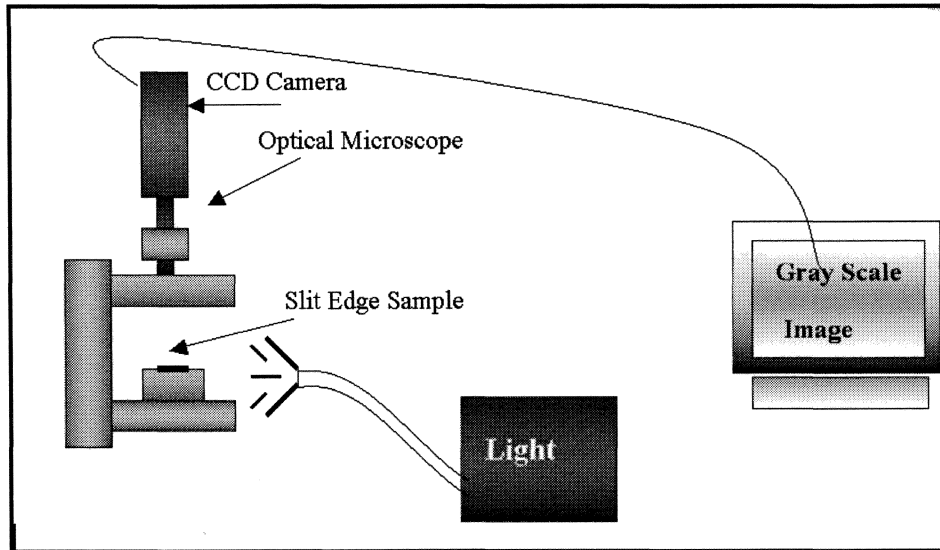 CCD Camera
Optical Microscope
Slit Edge Sample
Gray Scale
Image
Light